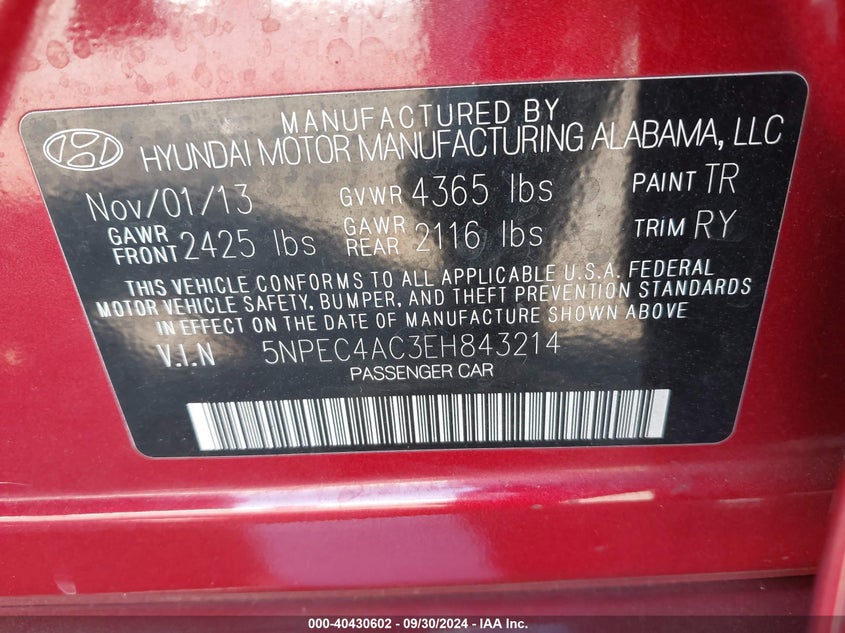 MANUFACTURED BY
HYUNDAI MOTOR MANUFACTURING ALABAMA, LLC
Nov/01/13 GVWR 4365 lbs PAINT TR
GAWR FRONT 2425 lbs GAWR REAR 2116 lbs TRIM RY
THIS VEHICLE CONFORMS TO ALL APPLICABLE U.S.A. FEDERAL
MOTOR VEHICLE SAFETY, BUMPER, AND THEFT PREVENTION STANDARDS
IN EFFECT ON THE DATE OF MANUFACTURE SHOWN ABOVE
V.I.N 5NPEC4AC3EH843214
PASSENGER CAR
000-40430602 - 09/30/2024 - IAA Inc.